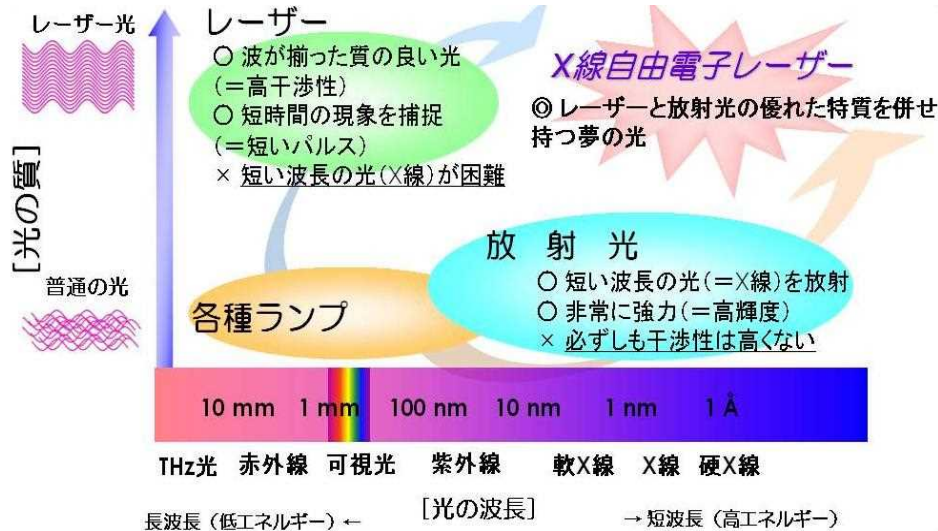 レーザー光
レーザー
○ 波が揃った質の良い光
(=高干渉性)
○ 短時間の現象を捕捉
(=短いパルス)
× 短い波長の光(X線)が困難
X線自由電子レーザー
◎ レーザーと放射光の優れた特質を併せ
持つ夢の光
[光の質]
普通の光
各種ランプ
放 射 光
○ 短い波長の光(=X線)を放射
○ 非常に強力(=高輝度)
× 必ずしも干渉性は高くない
10 mm 1 mm 100 nm 10 nm 1 nm 1 Å
THz光 赤外線 可視光 紫外線 軟X線 X線 硬X線
[光の波長]
長波長 (低エネルギー) ←
→ 短波長 (高エネルギー)